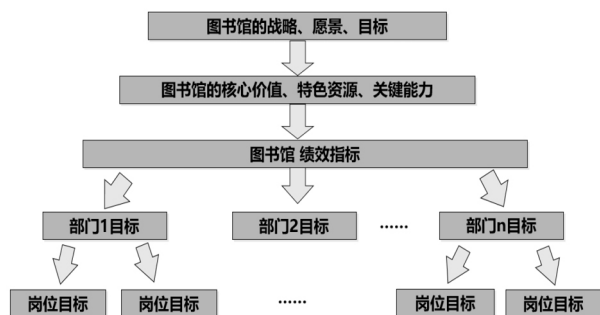 图书馆的战略、愿景、目标
图书馆的核心价值、特色资源、关键能力
图书馆 绩效指标
部门1目标
部门2目标
……
部门n目标
岗位目标
岗位目标
……
岗位目标
岗位目标